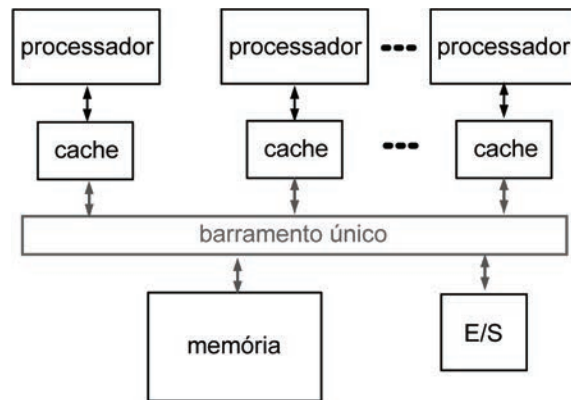 processador processador processador
cache cache cache
barramento único
memória
E/S